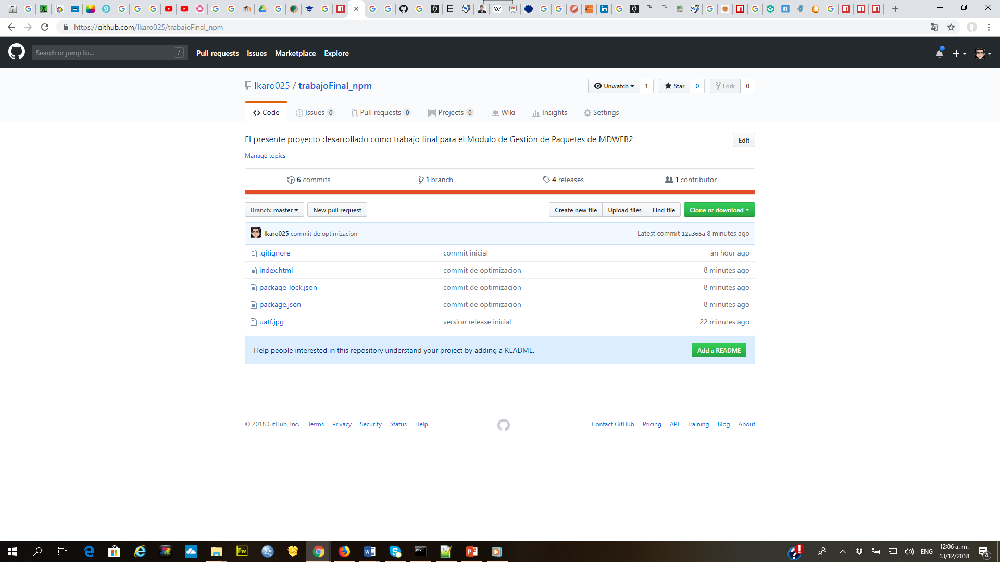 https://github.com/Ikaro025/trabajoFinal_npm
Search or jump to... /
Pull requests Issues Marketplace Explore
Ikaro025 / trabajoFinal_npm
Unwatch 1 Star 0 Fork 0
Code Issues 0 Pull requests 0 Projects 0 Wiki Insights Settings
El presente proyecto desarrollado como trabajo final para el Modulo de Gestión de Paquetes de MDWEB2
Edit
Manage topics
6 commits 1 branch 4 releases 1 contributor
Branch: master New pull request Create new file Upload files Find file Clone or download
Ikaro025 commit de optimizacion Latest commit 12a366a 8 minutes ago
.gitignore commit inicial an hour ago
index.html commit de optimizacion 8 minutes ago
package-lock.json commit de optimizacion 8 minutes ago
package.json commit de optimizacion 8 minutes ago
uatf.jpg version release inicial 22 minutes ago
Help people interested in this repository understand your project by adding a README. Add a README
© 2018 GitHub, Inc. Terms Privacy Security Status Help Contact GitHub Pricing API Training Blog About
Fw
ENG
12:06 a. m.
13/12/2018
4